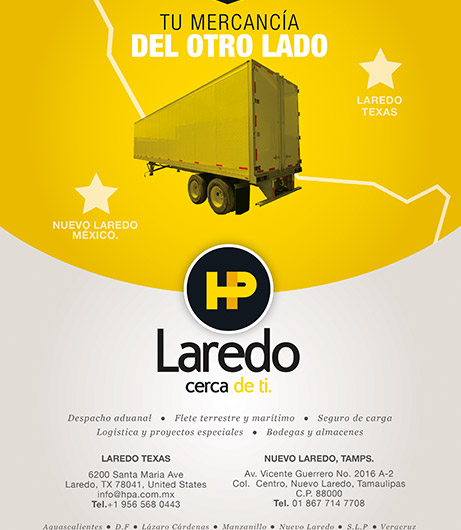 TU MERCANCÍA
DEL OTRO LADO
LAREDO
TEXAS
NUEVO LAREDO
MÉXICO.
HP
Laredo
cerca de ti.
Despacho aduanal • Flete terrestre y marítimo • Seguro de carga
Logística y proyectos especiales • Bodegas y almacenes
LAREDO TEXAS
6200 Santa Maria Ave
Laredo, TX 78041, United States
info@hpa.com.mx
Tel.+1 956 568 0443
NUEVO LAREDO, TAMPS.
Av. Vicente Guerrero No. 2016 A-2
Col. Centro, Nuevo Laredo, Tamaulipas
C.P. 88000
Tel. 01 867 714 7708
Aguascalientes • D.F • Lázaro Cárdenas • Manzanillo • Nuevo Laredo • S.L.P • Veracruz